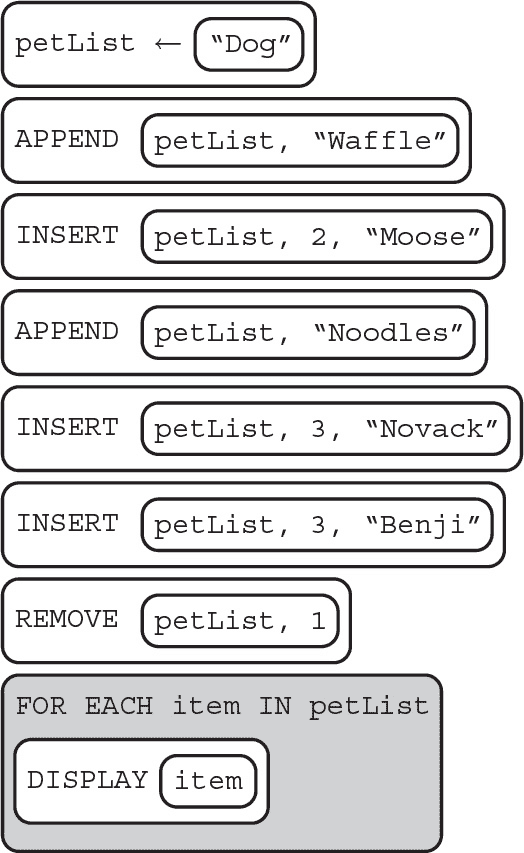 petList ← “Dog”
APPEND petList, “Waffle”
INSERT petList, 2, “Moose”
APPEND petList, “Noodles”
INSERT petList, 3, “Novack”
INSERT petList, 3, “Benji”
REMOVE petList, 1
FOR EACH item IN petList
DISPLAY item